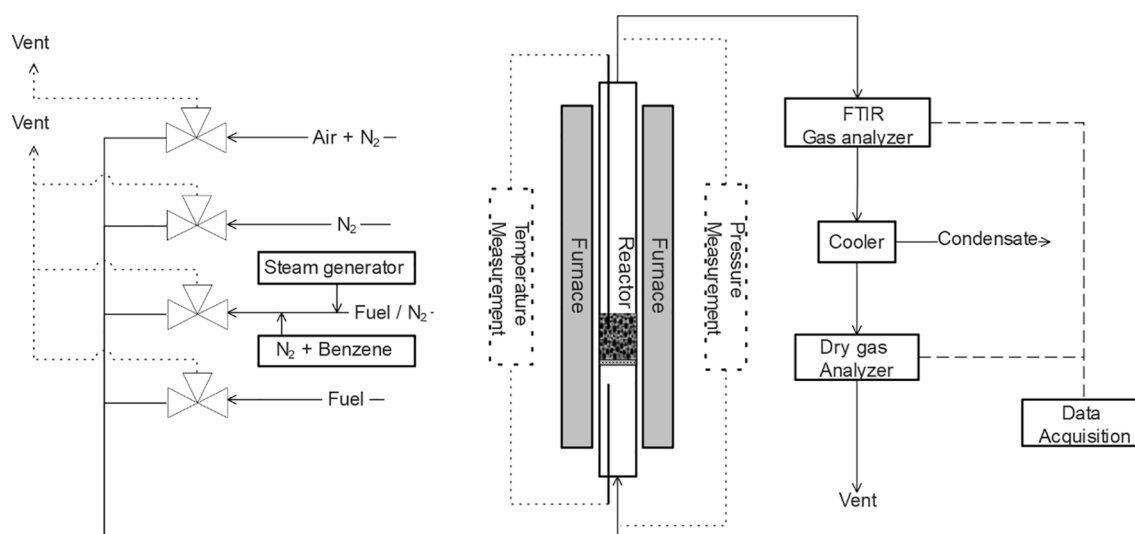 Vent
Air + N₂
Vent
N₂
Steam generator
Fuel / N₂
N₂ + Benzene
Fuel
Temperature
Measurement
Furnace
Reactor
Furnace
Pressure
Measurement
FTIR
Gas analyzer
Cooler
Condensate
Dry gas
Analyzer
Data
Acquisition
Vent